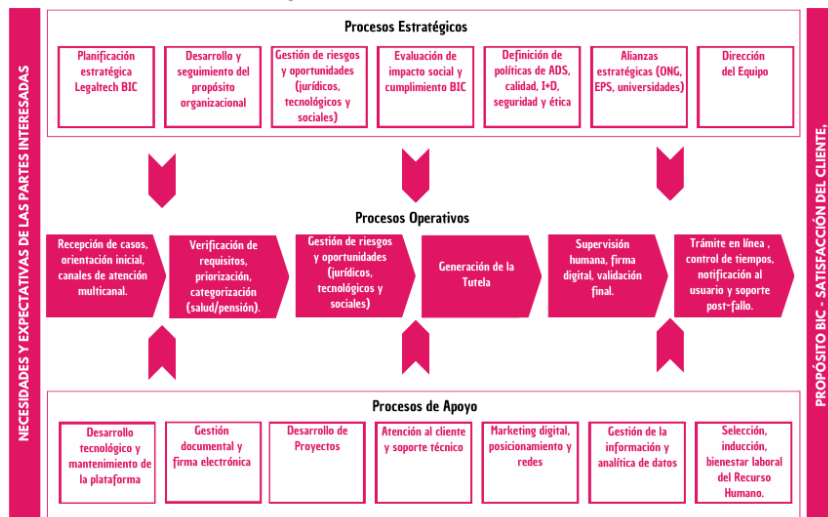 NECESIDADES Y EXPECTATIVAS DE LAS PARTES INTERESADAS
Procesos Estratégicos
Planificación
estratégica
Legaltech BIC
Desarrollo y
seguimiento del
propósito
organizacional
Gestión de riesgos
y oportunidades
(jurídicos,
tecnológicos y
sociales)
Evaluación de
impacto social y
cumplimiento BIC
Definición de
políticas de ADS,
calidad, I+D,
seguridad y ética
Alianzas
estratégicas (ONG,
EPS, universidades)
Dirección
del Equipo
Procesos Operativos
Recepción de casos,
orientación inicial,
canales de atención
multicanal.
Verificación de
requisitos,
priorización,
categorización
(salud/pensión).
Gestión de riesgos
y oportunidades
(jurídicos,
tecnológicos y
sociales)
Generación de la
Tutela
Supervisión
humana, firma
digital, validación
final.
Trámite en línea ,
control de tiempos,
notificación al
usuario y soporte
post-fallo.
Procesos de Apoyo
Desarrollo
tecnológico y
mantenimiento de
la plataforma
Gestión
documental y
firma electrónica
Desarrollo de
Proyectos
Atención al cliente
y soporte técnico
Marketing digital,
posicionamiento y
redes
Gestión de la
información y
analítica de datos
Selección,
inducción,
bienestar laboral
del Recurso
Humano.
PROPÓSITO BIC - SATISFACCIÓN DEL CLIENTE,